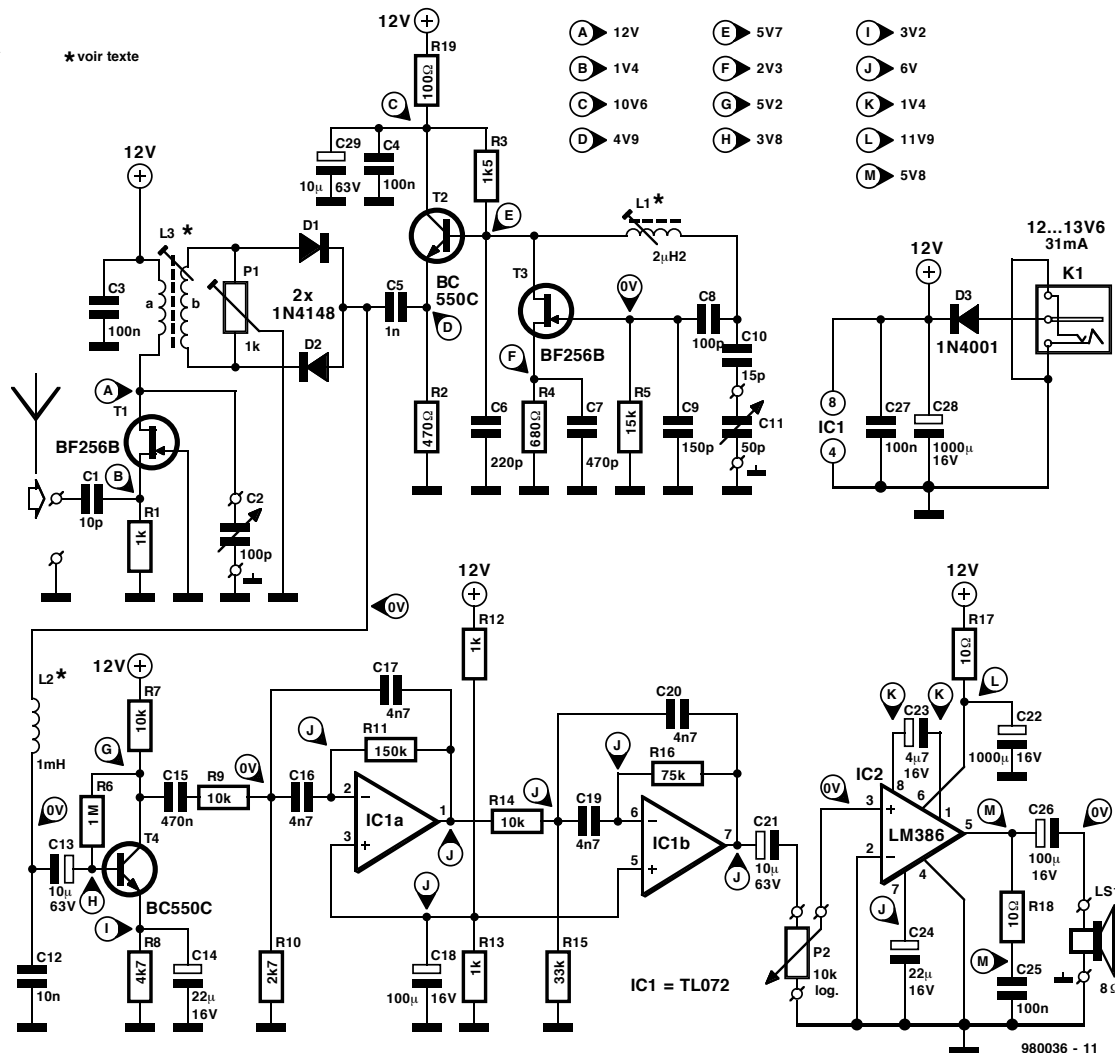 * voir texte
12V
R19
100Ω
C
A 12V
B 1V4
C 10V6
D 4V9
E 5V7
F 2V3
G 5V2
H 3V8
I 3V2
J 6V
K 1V4
L 11V9
M 5V8
12V
L3 *
a
b
C3
100n
P1
1k
D1
2x
1N4148
D2
C29
10µ
63V
C4
100n
R3
1k5
T2
BC
550C
E
C5
1n
D
R2
470Ω
C6
220p
L1 *
2µH2
T3
BF256B
0V
F
R4
680Ω
C7
470p
R5
15k
C9
150p
C8
100p
C10
15p
C11
50p
12V
12...13V6
31mA
K1
D3
1N4001
8
IC1
4
C27
100n
C28
1000µ
16V
A
T1
BF256B
B
C1
10p
R1
1k
C2
100p
0V
L2 *
1mH
12V
R7
10k
G
R6
1M
0V
C13
10µ
63V
H
T4
BC550C
I
R8
4k7
C14
22µ
16V
C12
10n
C15
470n
R9
10k
0V
R10
2k7
C16
4n7
C17
4n7
J
R11
150k
2
3
1
IC1a
J
12V
R12
1k
J
C18
100µ
16V
R13
1k
R14
10k
J
R15
33k
C19
4n7
C20
4n7
J
R16
75k
6
5
7
IC1b
J
C21
10µ
63V
P2
10k
log.
IC1 = TL072
12V
R17
10Ω
L
C22
1000µ
16V
K
K
C23
4µ7
16V
IC2
LM386
0V
3
2
8
6
1
5
7
4
J
C24
22µ
16V
M
R18
10Ω
M
C25
100n
C26
100µ
16V
0V
LS1
8Ω
980036 - 11